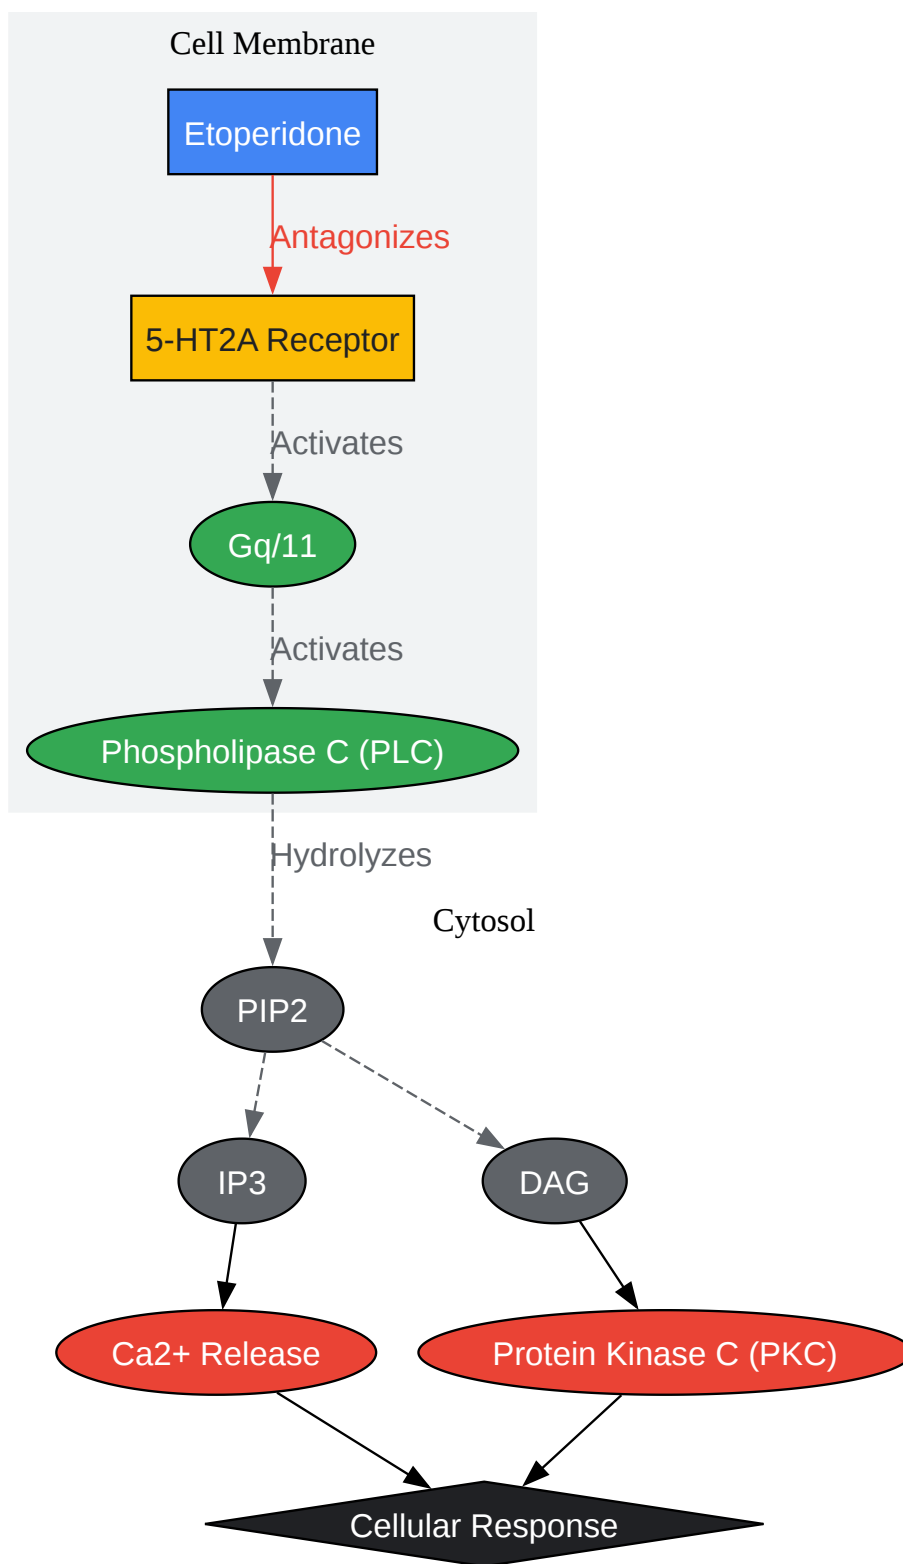 Cell Membrane
Etoperidone
Antagonizes
5-HT2A Receptor
Activates
Gq/11
Activates
Phospholipase C (PLC)
Hydrolyzes
Cytosol
PIP2
IP3
DAG
Ca2+ Release
Protein Kinase C (PKC)
Cellular Response